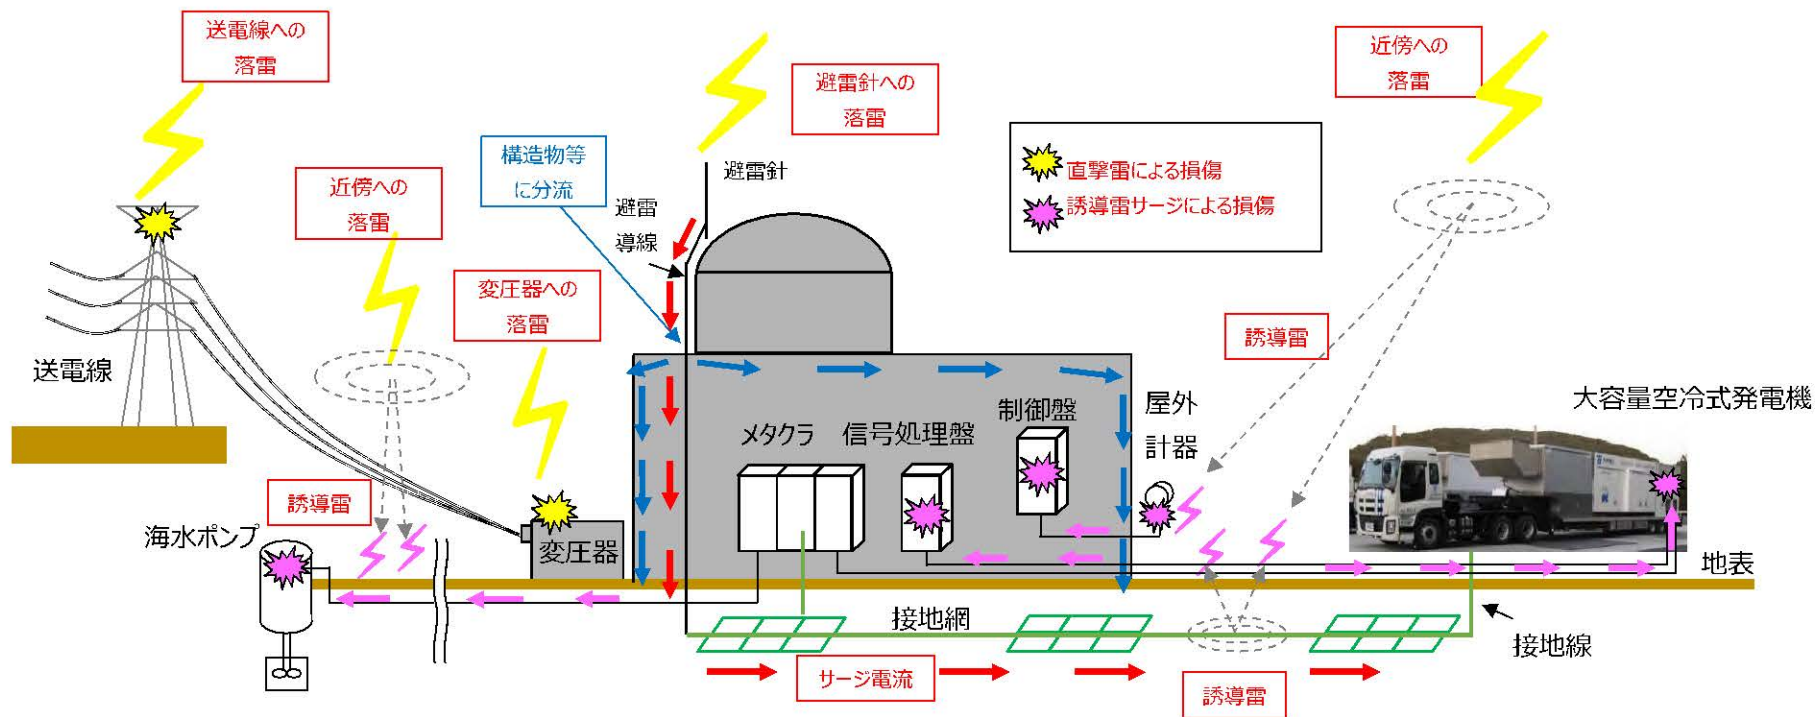 送電線への
落雷
避雷針への
落雷
近傍への
落雷
構造物等
に分流
避雷針
直撃雷による損傷
誘導雷サージによる損傷
近傍への
落雷
避雷
導線
変圧器への
落雷
誘導雷
送電線
大容量空冷式発電機
制御盤
屋外
計器
メタクラ
信号処理盤
誘導雷
海水ポンプ
変圧器
地表
接地網
接地線
サージ電流
誘導雷